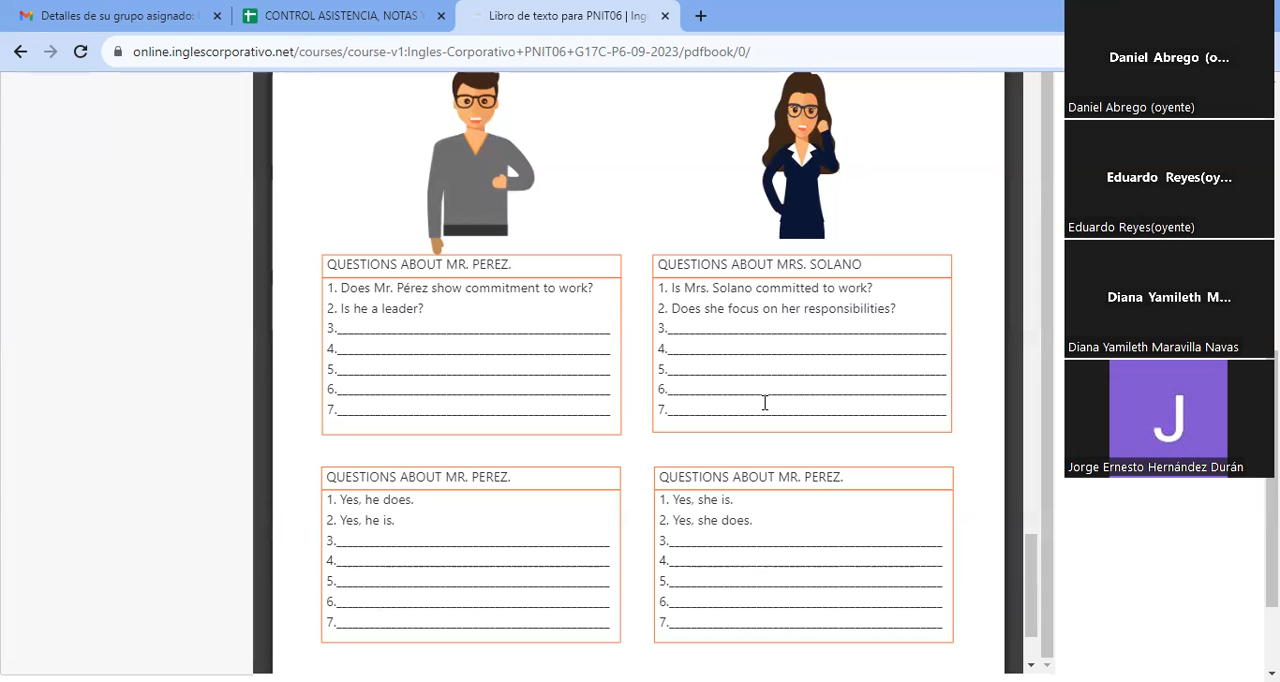 Detalles de su grupo asignado:
CONTROL ASISTENCIA, NOTAS Y
Libro de texto para PNIT06 | Ing
online.inglescorporativo.net/courses/course-v1:Ingles-Corporativo+PNIT06+G17C-P6-09-2023/pdfbook/0/
QUESTIONS ABOUT MR. PEREZ.
1. Does Mr. Pérez show commitment to work?
2. Is he a leader?
3.
4.
5.
6.
7.
QUESTIONS ABOUT MRS. SOLANO
1. Is Mrs. Solano committed to work?
2. Does she focus on her responsibilities?
3.
4.
5.
6.
7.
QUESTIONS ABOUT MR. PEREZ.
1. Yes, he does.
2. Yes, he is.
3.
4.
5.
6.
7.
QUESTIONS ABOUT MR. PEREZ.
1. Yes, she is.
2. Yes, she does.
3.
4.
5.
6.
7.
Daniel Abrego (o...
Daniel Abrego (oyente)
Eduardo Reyes(oy...
Eduardo Reyes(oyente)
Diana Yamileth M...
Diana Yamileth Maravilla Navas
J
Jorge Ernesto Hernández Durán